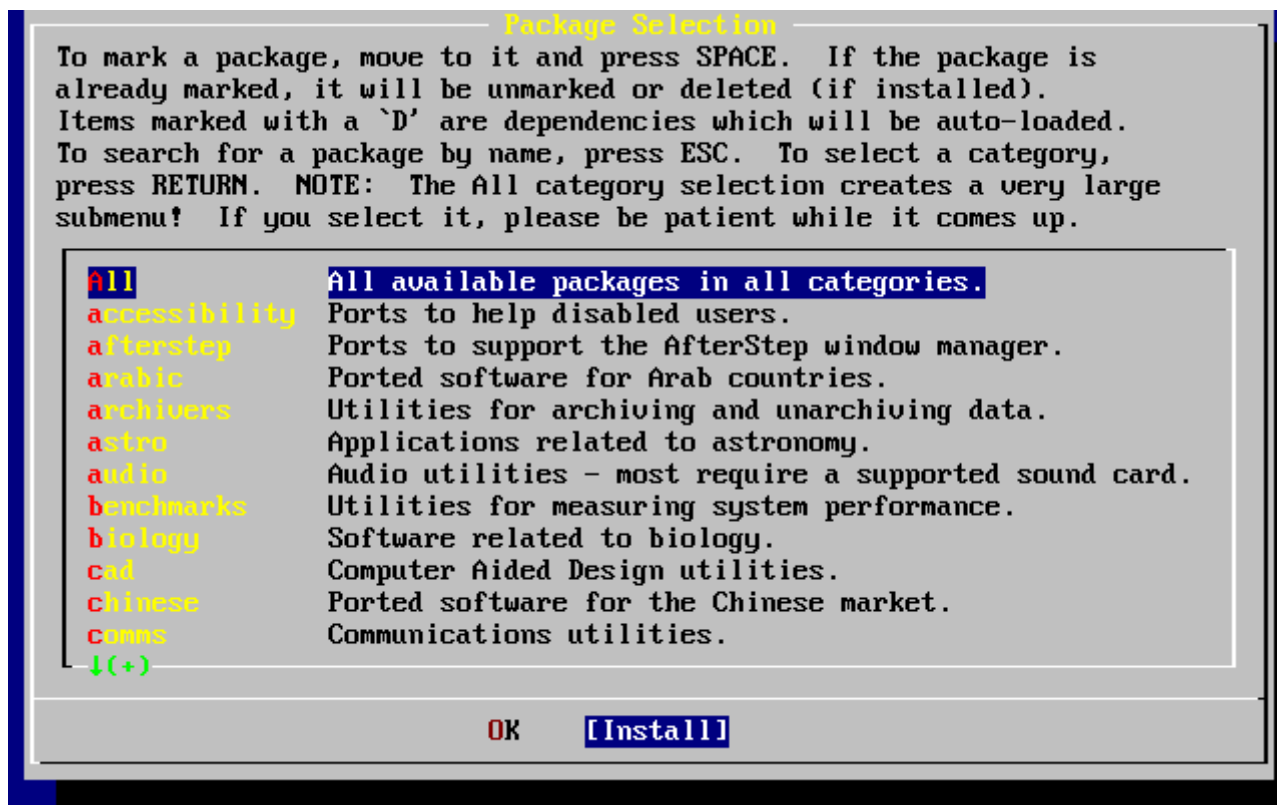 Package Selection
To mark a package, move to it and press SPACE.  If the package is
already marked, it will be unmarked or deleted (if installed).
Items marked with a `D' are dependencies which will be auto-loaded.
To search for a package by name, press ESC.  To select a category,
press RETURN.  NOTE:  The All category selection creates a very large
submenu!  If you select it, please be patient while it comes up.
All All available packages in all categories.
accessibility Ports to help disabled users.
afterstep Ports to support the AfterStep window manager.
arabic Ported software for Arab countries.
archivers Utilities for archiving and unarchiving data.
astro Applications related to astronomy.
audio Audio utilities - most require a supported sound card.
benchmarks Utilities for measuring system performance.
biology Software related to biology.
cad Computer Aided Design utilities.
chinese Ported software for the Chinese market.
comms Communications utilities.
↓(+)
OK [Install]